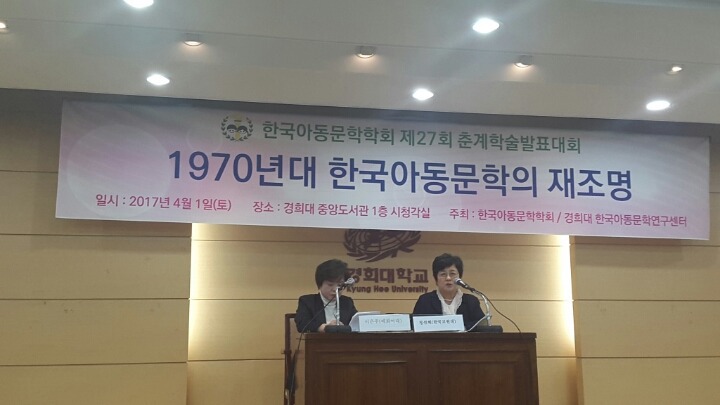 한국아동문학학회 제27회 춘계학술발표대회
1970년대 한국아동문학의 재조명
일시 : 2017년 4월 1일(토) 장소 : 경희대 중앙도서관 1층 시청각실 주최 : 한국아동문학학회 / 경희대 한국아동문학연구센터
경희대학교
Kyung Hee University